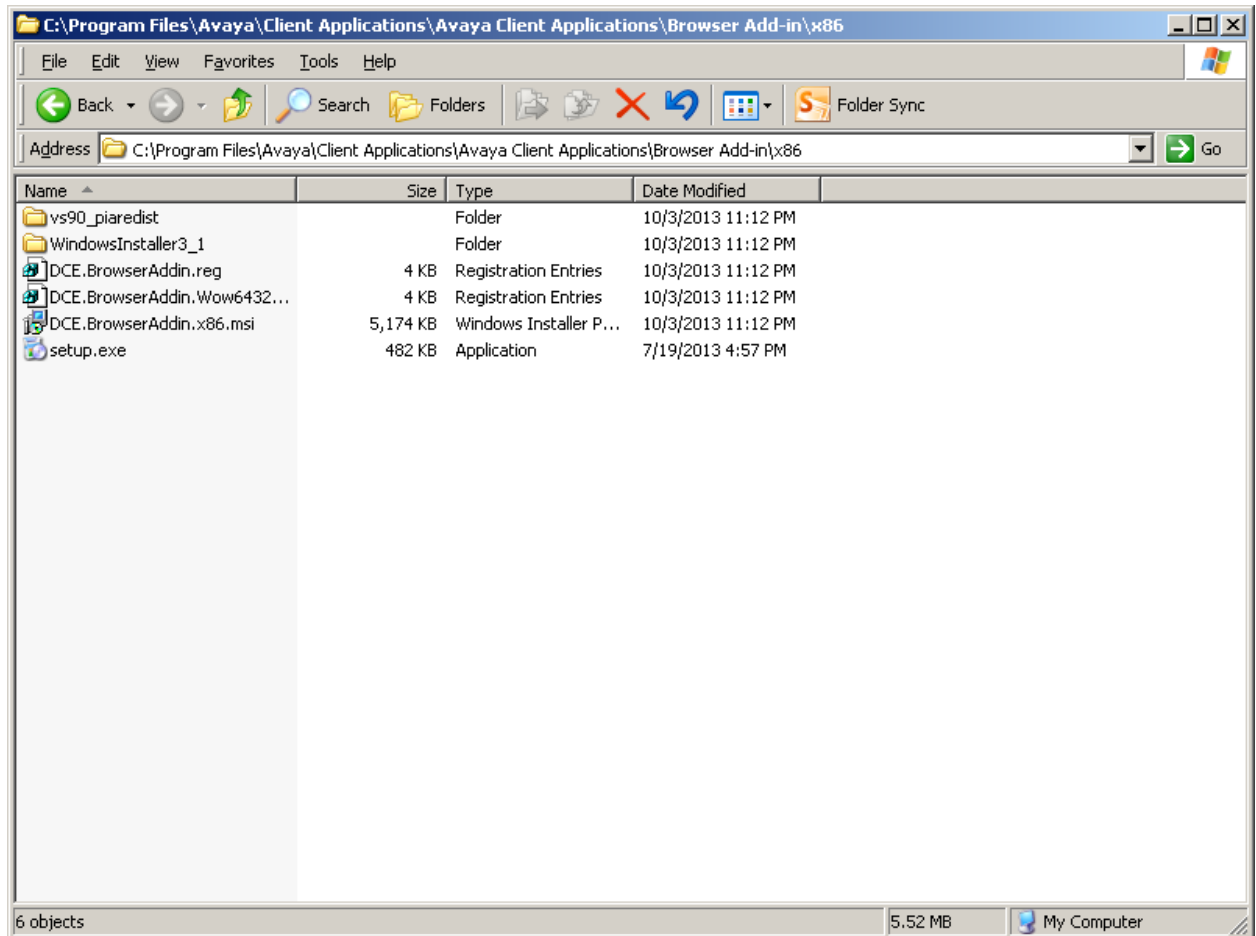 C:\Program Files\Avaya\Client Applications\Avaya Client Applications\Browser Add-in\x86
File Edit View Favorites Tools Help
Back Search Folders Folder Sync
Address C:\Program Files\Avaya\Client Applications\Avaya Client Applications\Browser Add-in\x86 Go
Name Size Type Date Modified
vs90_piaredist Folder 10/3/2013 11:12 PM
WindowsInstaller3_1 Folder 10/3/2013 11:12 PM
DCE.BrowserAddin.reg 4 KB Registration Entries 10/3/2013 11:12 PM
DCE.BrowserAddin.Wow6432... 4 KB Registration Entries 10/3/2013 11:12 PM
DCE.BrowserAddin.x86.msi 5,174 KB Windows Installer P... 10/3/2013 11:12 PM
setup.exe 482 KB Application 7/19/2013 4:57 PM
6 objects 5.52 MB My Computer